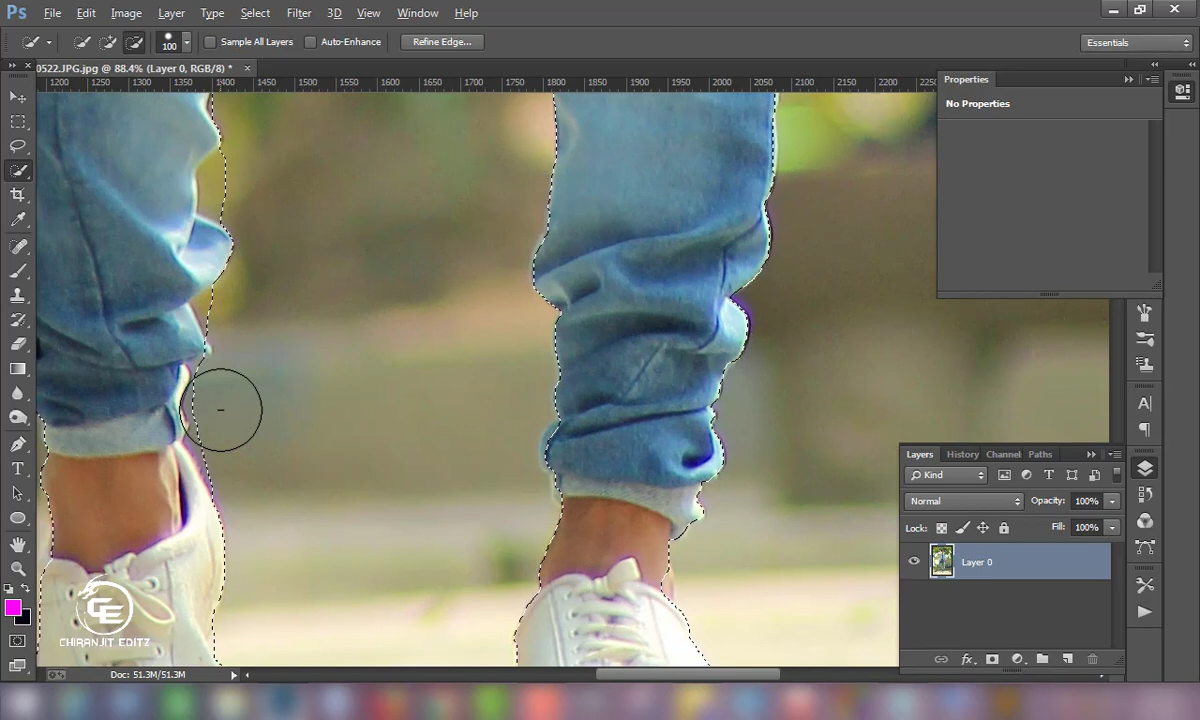 Ps File Edit Image Layer Type Select Filter 3D View Window Help
100 Sample All Layers Auto-Enhance Refine Edge... Essentials
0522.JPG.jpg @ 88.4% (Layer 0, RGB/8) *
1200 1250 1300 1350 1400 1450 1500 1550 1600 1650 1700 1750 1800 1850 1900 1950 2000 2050 2100 2150 2200 2250
Properties
No Properties
Layers History Channel Paths
Kind
Normal Opacity: 100%
Lock: Fill: 100%
Layer 0
CE
CHIRANJIT EDITZ
Doc: 51.3M/51.3M